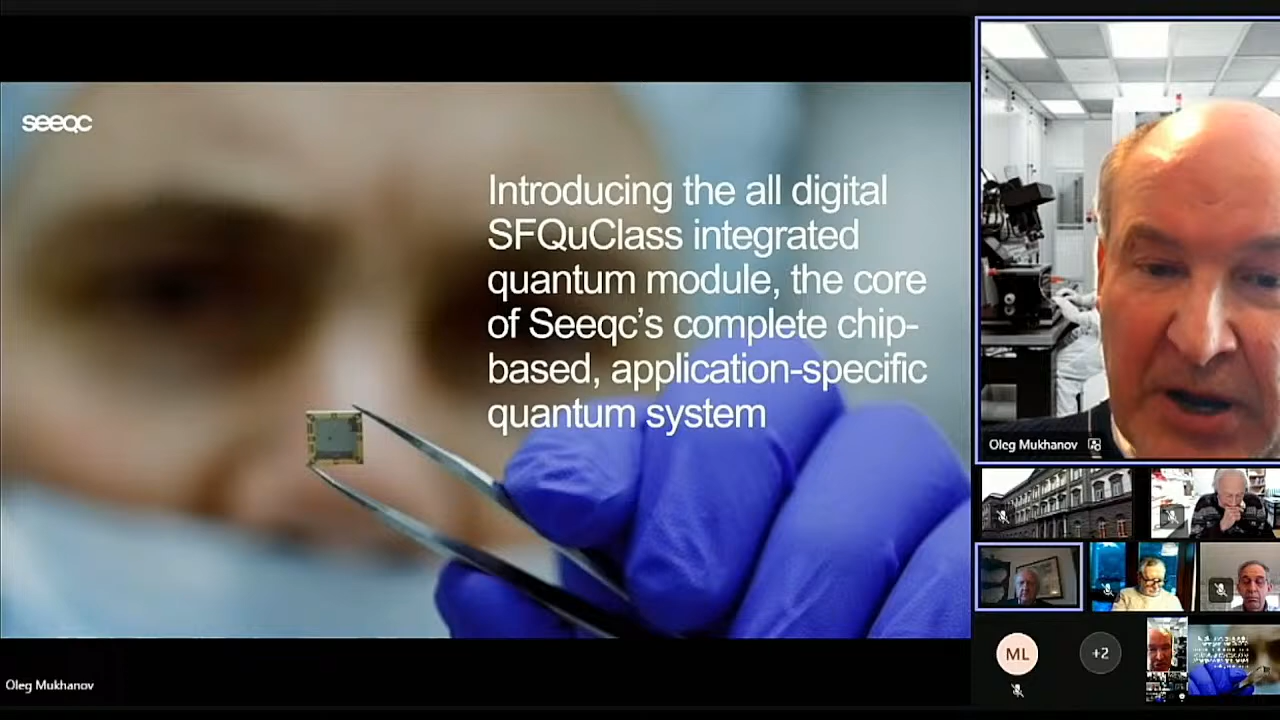 seeqc
Introducing the all digital
SFQuClass integrated
quantum module, the core
of Seeqc’s complete chip-
based, application-specific
quantum system
Oleg Mukhanov
Oleg Mukhanov
ML
+2